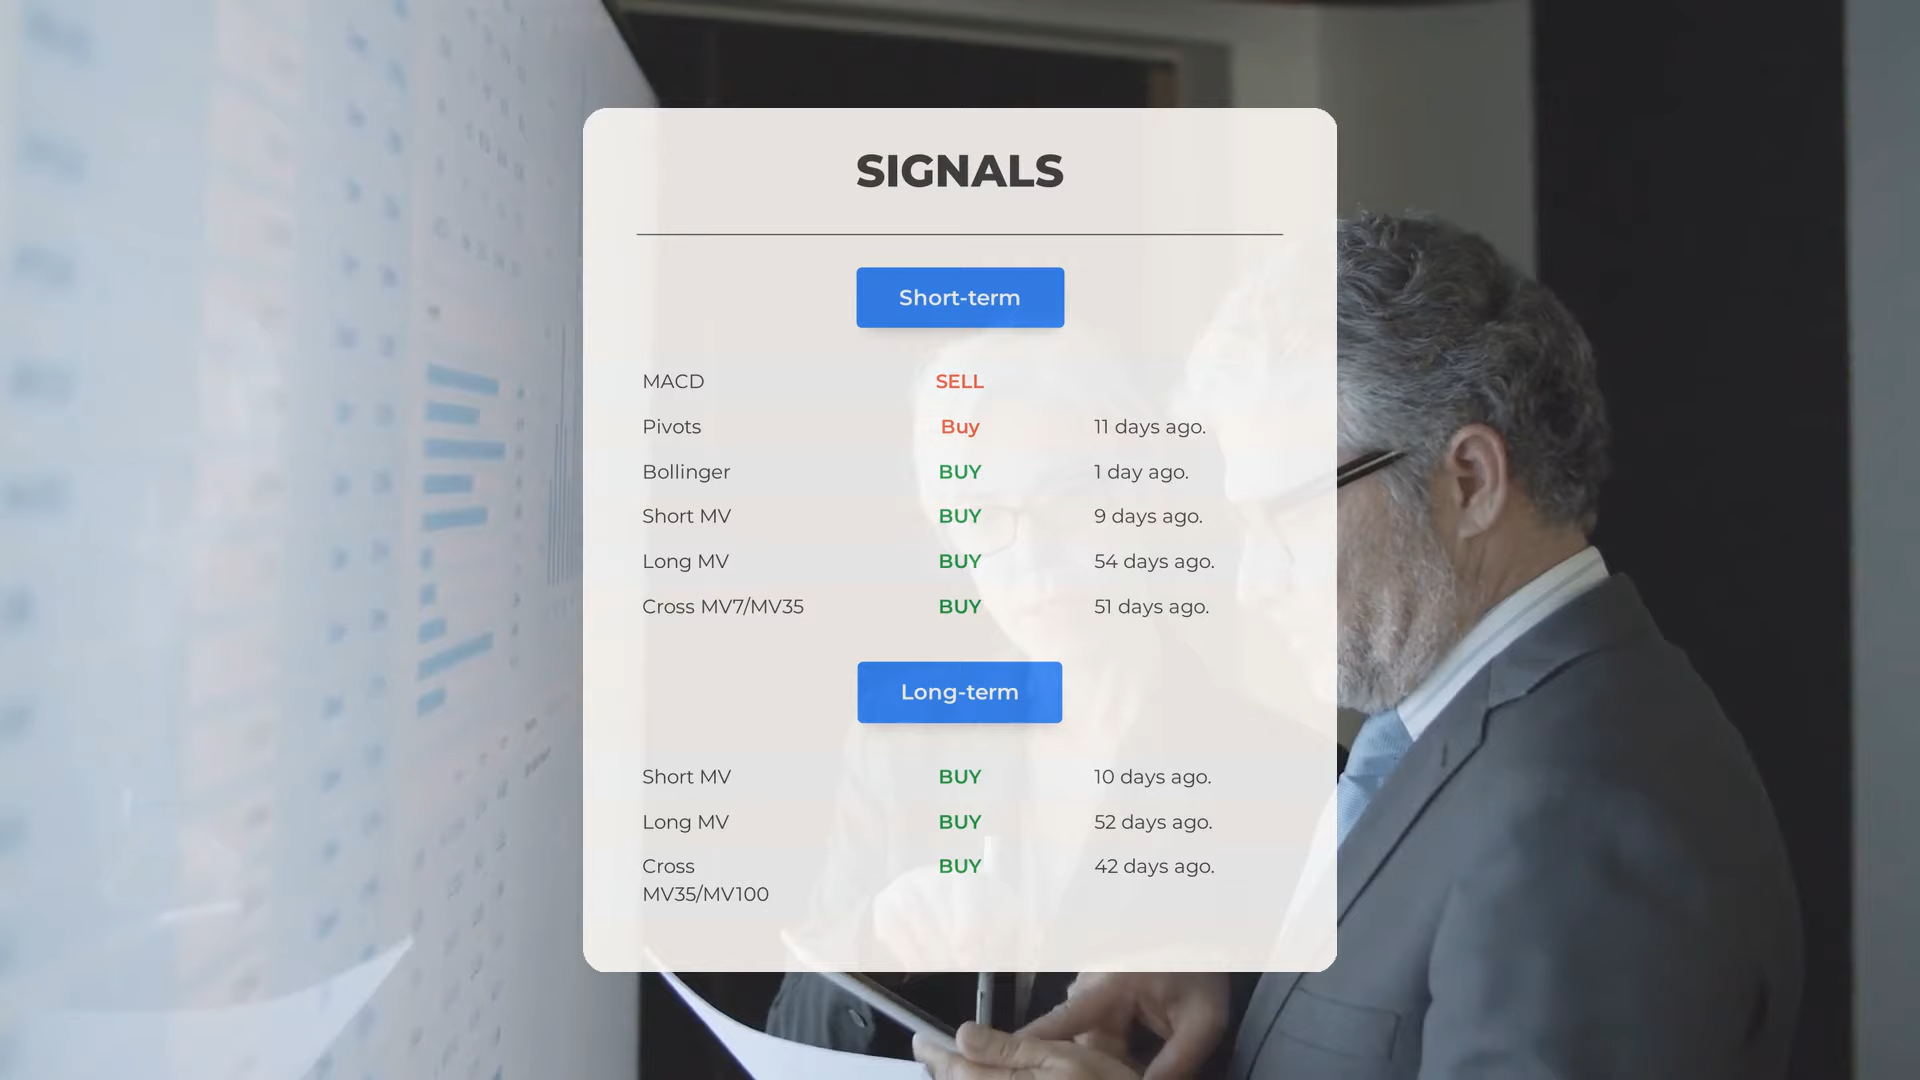 SIGNALS
Short-term
MACD SELL
Pivots Buy 11 days ago.
Bollinger BUY 1 day ago.
Short MV BUY 9 days ago.
Long MV BUY 54 days ago.
Cross MV7/MV35 BUY 51 days ago.
Long-term
Short MV BUY 10 days ago.
Long MV BUY 52 days ago.
Cross BUY 42 days ago.
MV35/MV100